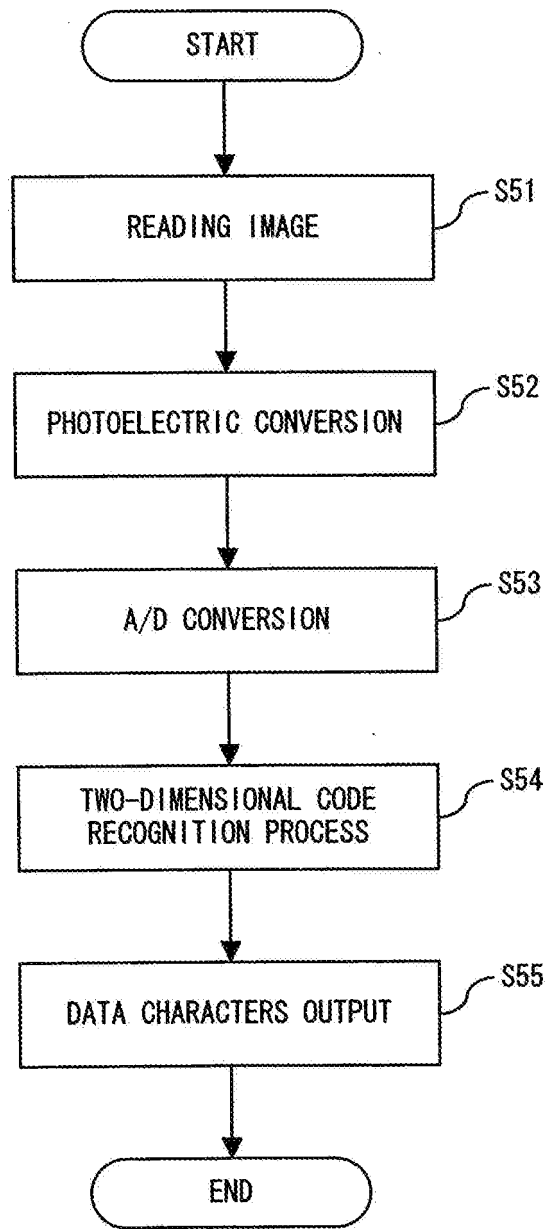 START
S51
READING IMAGE
S52
PHOTOELECTRIC CONVERSION
S53
A/D CONVERSION
S54
TWO-DIMENSIONAL CODE
RECOGNITION PROCESS
S55
DATA CHARACTERS OUTPUT
END